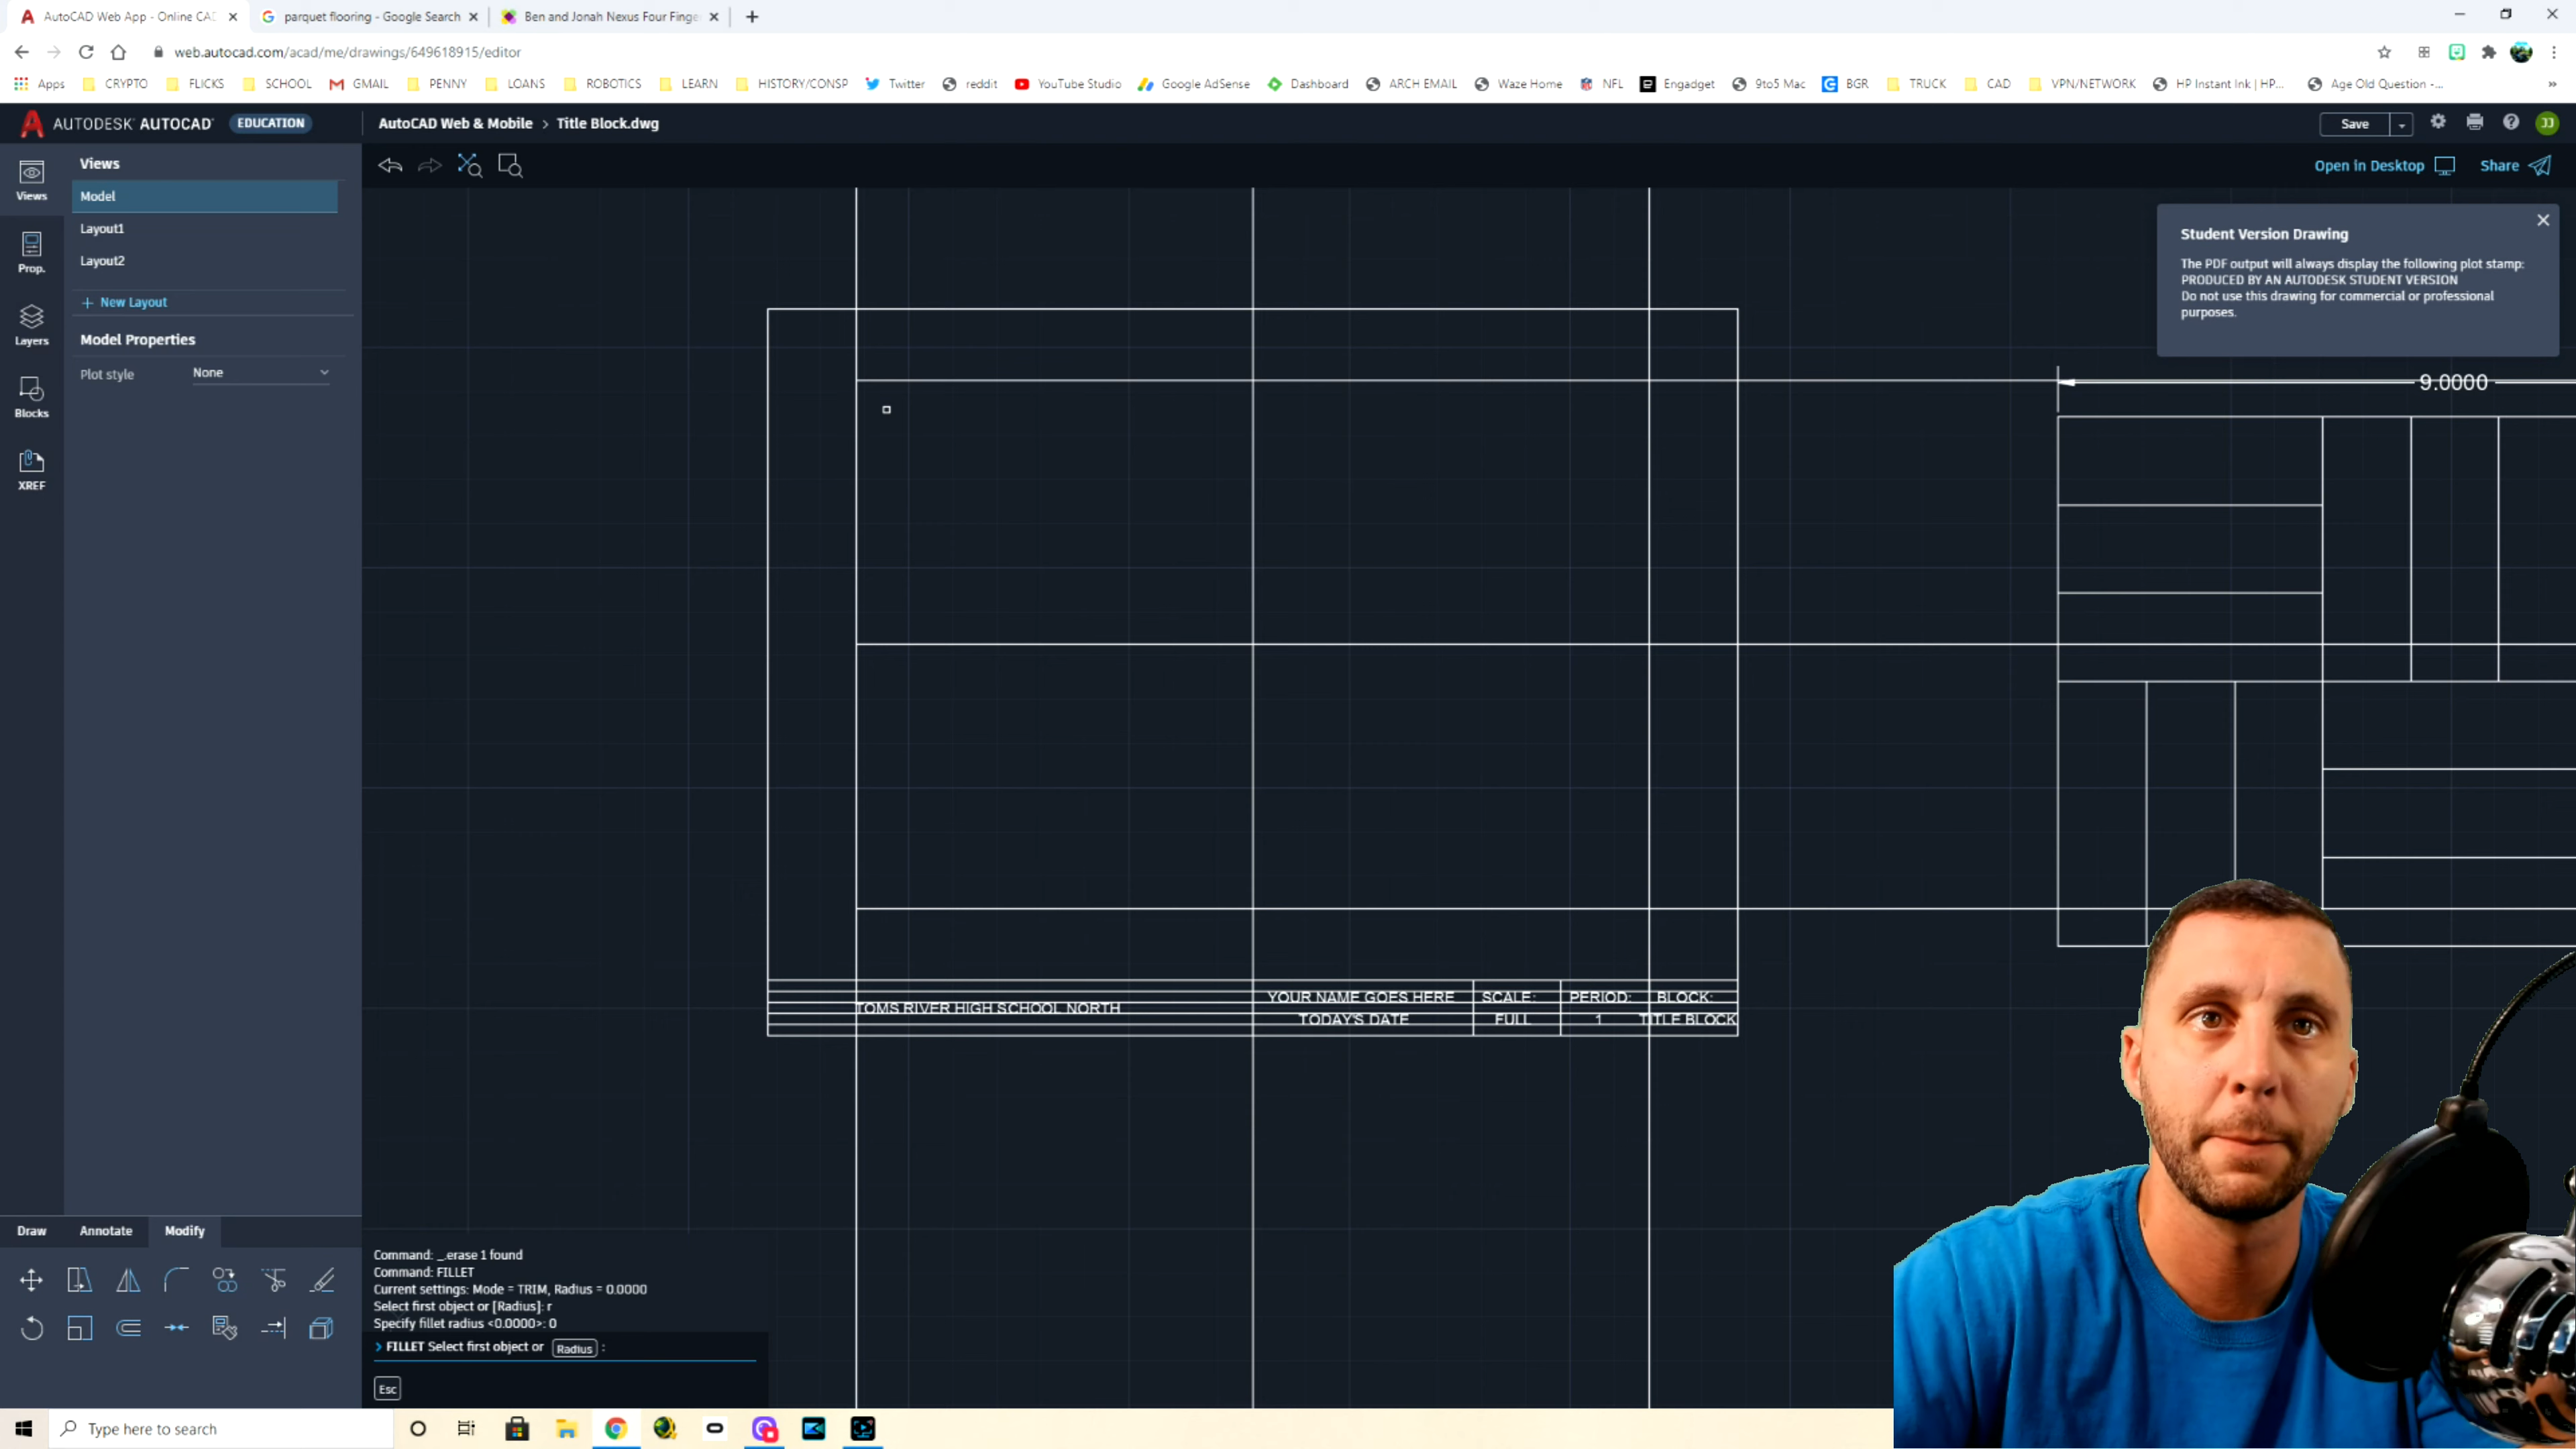 AutoCAD Web App - Online CAD
parquet flooring - Google Search
Ben and Jonah Nexus Four Finge
web.autocad.com/acad/me/drawings/649618915/editor
Apps CRYPTO FLICKS SCHOOL GMAIL PENNY LOANS ROBOTICS LEARN HISTORY/CONSP Twitter reddit YouTube Studio Google AdSense Dashboard ARCH EMAIL Waze Home NFL Engadget 9to5 Mac BGR TRUCK CAD VPN/NETWORK HP Instant Ink | HP... Age Old Question -... »
AUTODESK AUTOCAD EDUCATION
AutoCAD Web & Mobile > Title Block.dwg
Save
JJ
Views
Model
Layout1
Layout2
+ New Layout
Model Properties
Plot style None
Views
Prop.
Layers
Blocks
XREF
Open in Desktop
Share
Student Version Drawing
The PDF output will always display the following plot stamp:
PRODUCED BY AN AUTODESK STUDENT VERSION
Do not use this drawing for commercial or professional
purposes.
9.0000
TOMS RIVER HIGH SCHOOL NORTH
YOUR NAME GOES HERE SCALE: PERIOD: BLOCK:
TODAY'S DATE FULL 1 TITLE BLOCK
Draw Annotate Modify
Command: _.erase 1 found
Command: FILLET
Current settings: Mode = TRIM, Radius = 0.0000
Select first object or [Radius]: r
Specify fillet radius <0.0000>: 0
> FILLET Select first object or Radius :
Esc
Type here to search